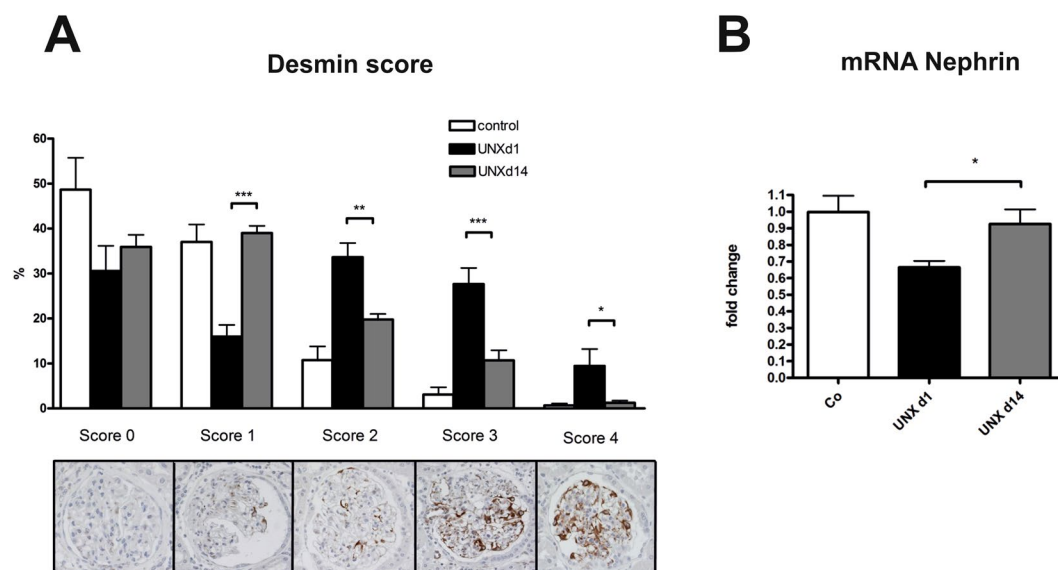 A
Desmin score
control
UNXd1
UNXd14
60
50
40
30
20
10
0
%
***
**
***
*
Score 0
Score 1
Score 2
Score 3
Score 4
B
mRNA Nephrin
*
1.1
1.0
0.9
0.8
0.7
0.6
0.5
0.4
0.3
0.2
0.1
0.0
fold change
Co
UNX d1
UNX d14